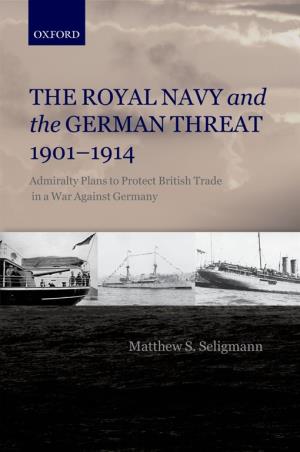 OXFORD
THE ROYAL NAVY and
the GERMAN THREAT
1901–1914
Admiralty Plans to Protect British Trade
in a War Against Germany
Matthew S. Seligmann